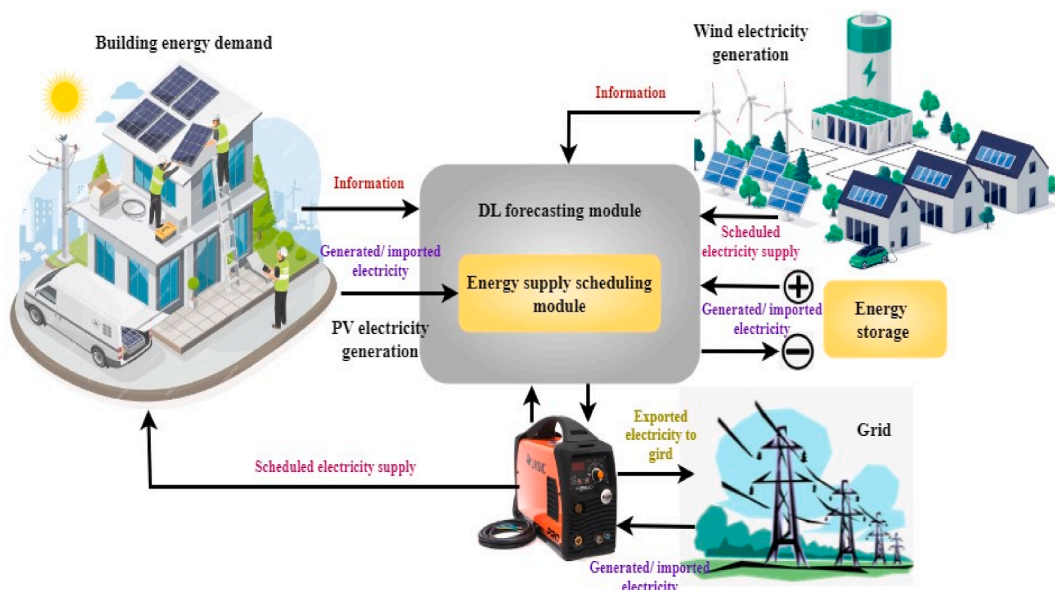 Building energy demand
Wind electricity
generation
Information
Information
DL forecasting module
Scheduled
electricity supply
Generated/ imported
electricity
Energy supply scheduling
module
Generated/ imported
electricity
Energy
storage
PV electricity
generation
Exported
electricity to
gird
Grid
Scheduled electricity supply
Generated/ imported
electricity